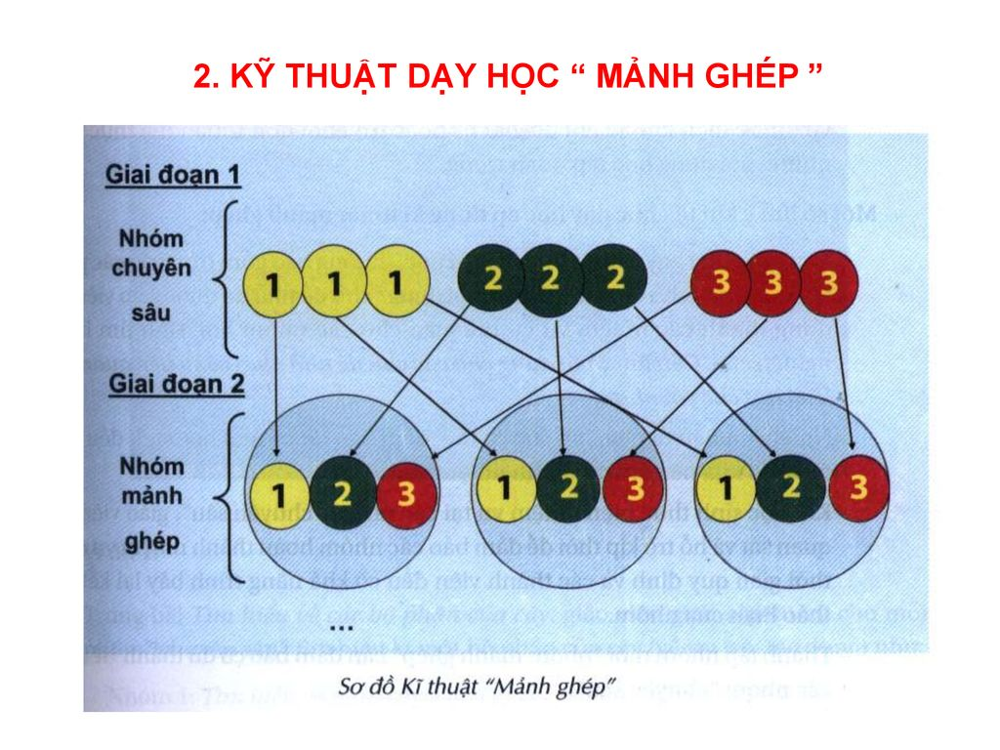 2. KỸ THUẬT DẠY HỌC “ MẢNH GHÉP ”
Giai đoạn 1
Nhóm
chuyên
sâu
1 1 1 2 2 2 3 3 3
Giai đoạn 2
Nhóm
mảnh
ghép
1 2 3 1 2 3 1 2 3
...
Sơ đồ Kĩ thuật “Mảnh ghép”